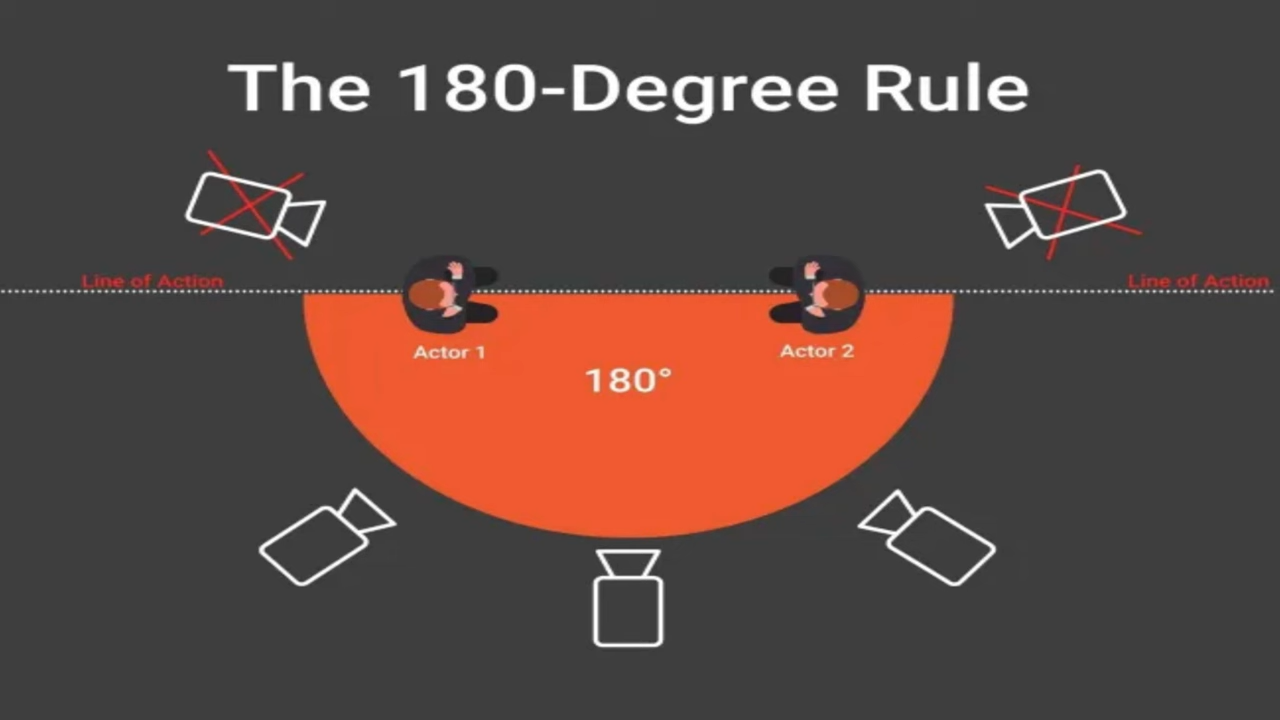 The 180-Degree Rule
Line of Action
Line of Action
Actor 1
Actor 2
180°